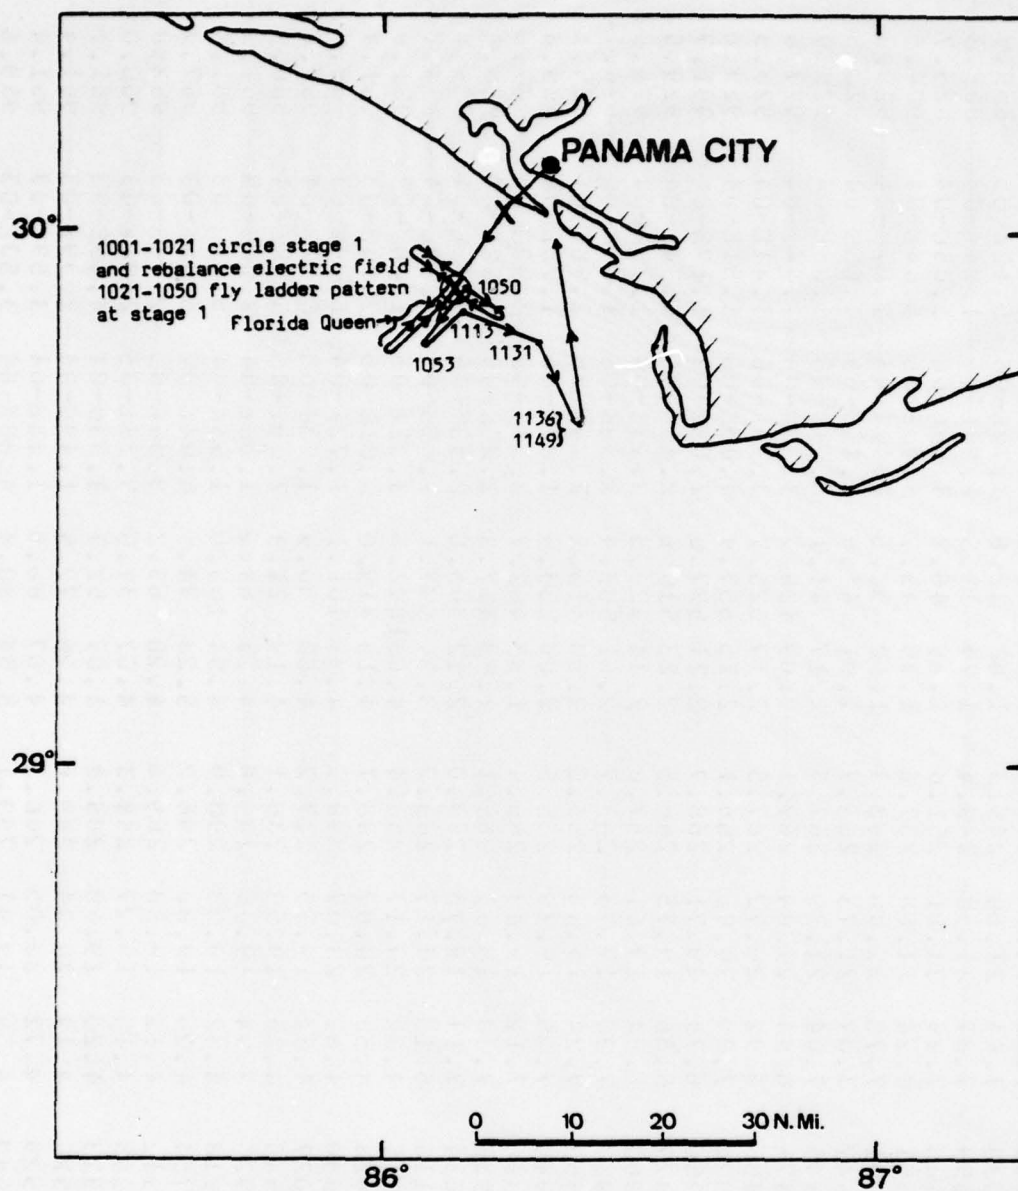 PANAMA CITY
30°
1001-1021 circle stage 1
and rebalance electric field
1021-1050 fly ladder pattern
at stage 1
Florida Queen
1050
1113
1131
1053
1136
1149
29°
0 10 20 30 N.Mi.
86° 87°